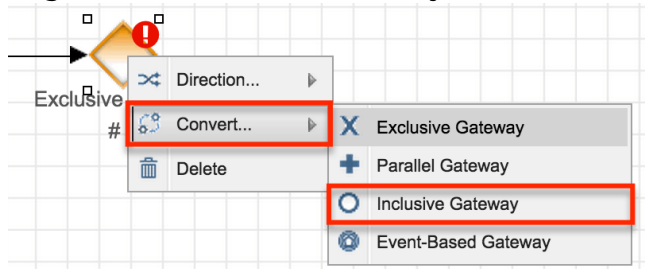 Direction...
Exclusive
Convert...
Exclusive Gateway
#
Parallel Gateway
Delete
Inclusive Gateway
Event-Based Gateway